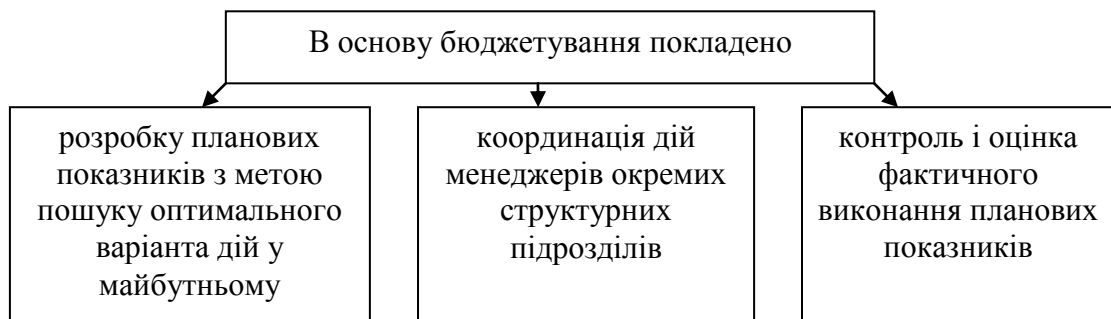 В основу бюджетування покладено
розробку планових
показників з метою
пошуку оптимального
варіанта дій у
майбутньому
координація дій
менеджерів окремих
структурних
підрозділів
контроль і оцінка
фактичного
виконання планових
показників